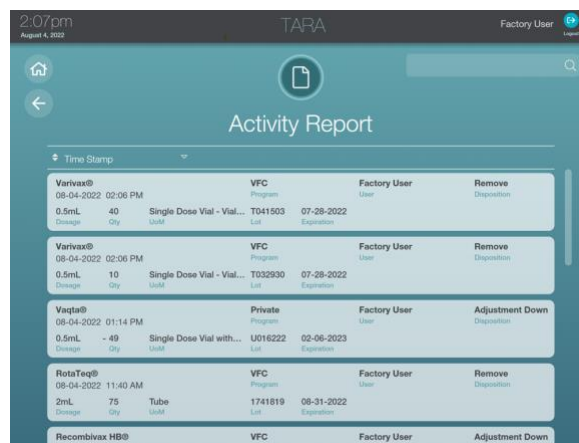 2:07pm
TARA
Factory User
August 4, 2022
Logout
Activity Report
Time Stamp
Varivax® VFC Factory User Remove
08-04-2022 02:06 PM Program User Disposition
0.5mL 40 Single Dose Vial - Vial... T041503 07-28-2022
Dosage Qty UoM Lot Expiration
Varivax® VFC Factory User Remove
08-04-2022 02:06 PM Program User Disposition
0.5mL 10 Single Dose Vial - Vial... T032930 07-28-2022
Dosage Qty UoM Lot Expiration
Vaqta® Private Factory User Adjustment Down
08-04-2022 01:14 PM Program User Disposition
0.5mL - 49 Single Dose Vial with... U016222 02-06-2023
Dosage Qty UoM Lot Expiration
RotaTeq® VFC Factory User Remove
08-04-2022 11:40 AM Program User Disposition
2mL 75 Tube 1741819 08-31-2022
Dosage Qty UoM Lot Expiration
Recombivax HB® VFC Factory User Adjustment Down